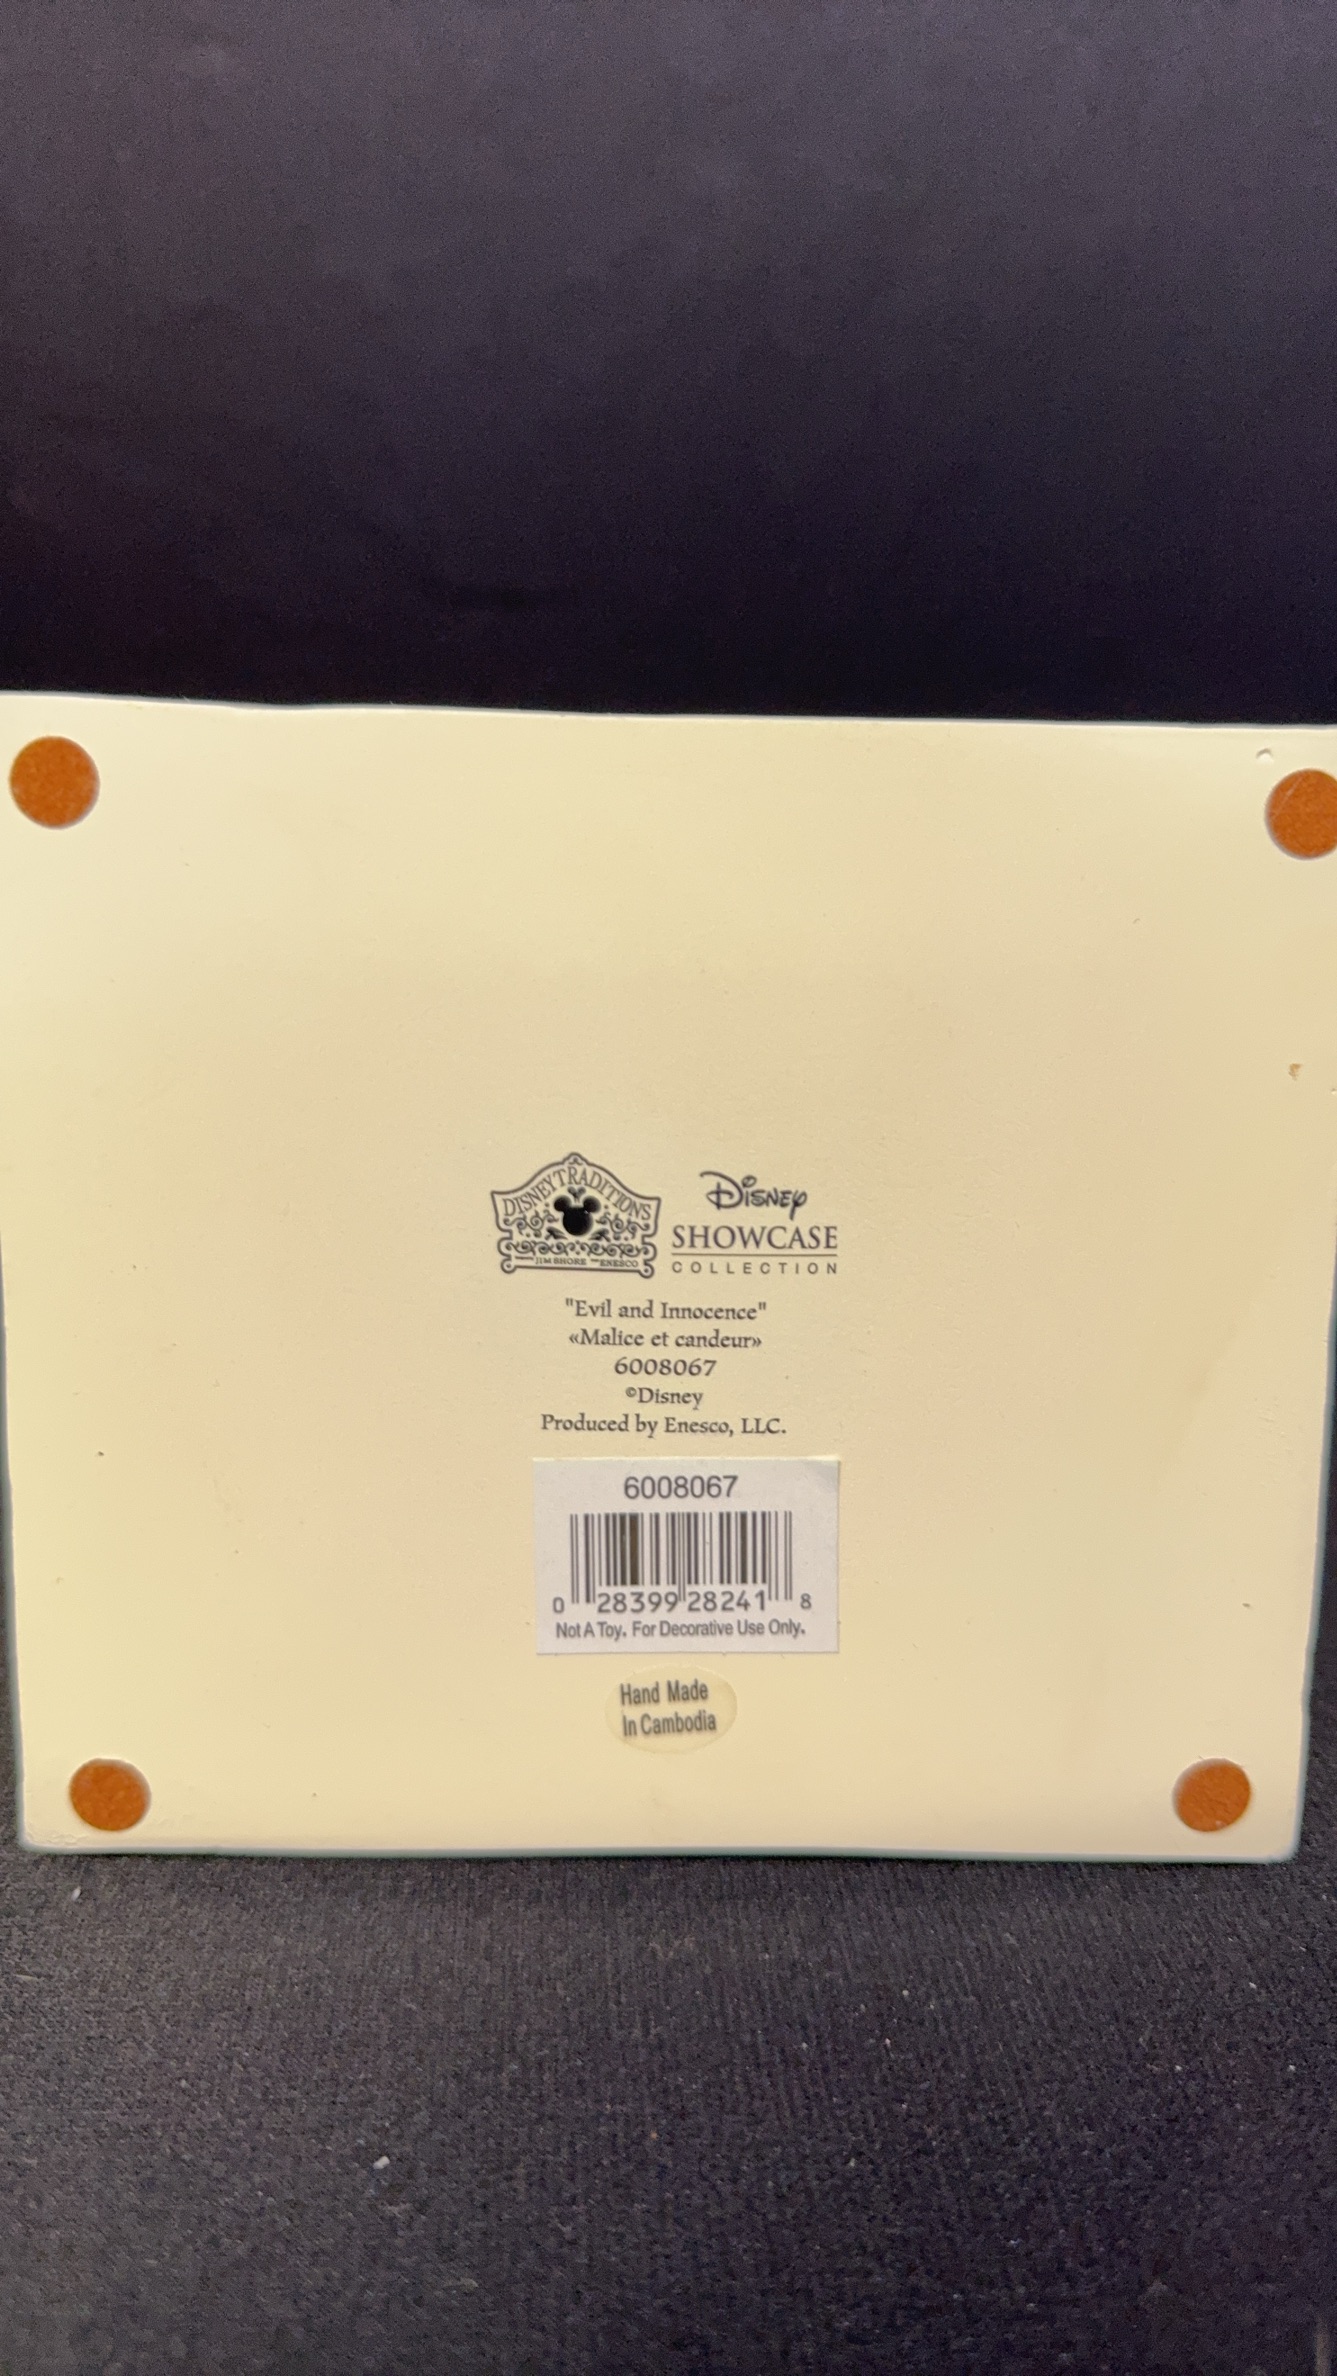 DISNEY TRADITIONS
JIM SHORE ENESCO
Disney
SHOWCASE
COLLECTION
"Evil and Innocence"
«Malice et candeur»
6008067
©Disney
Produced by Enesco, LLC.
6008067
0 28399 28241 8
Not A Toy. For Decorative Use Only.
Hand Made
In Cambodia